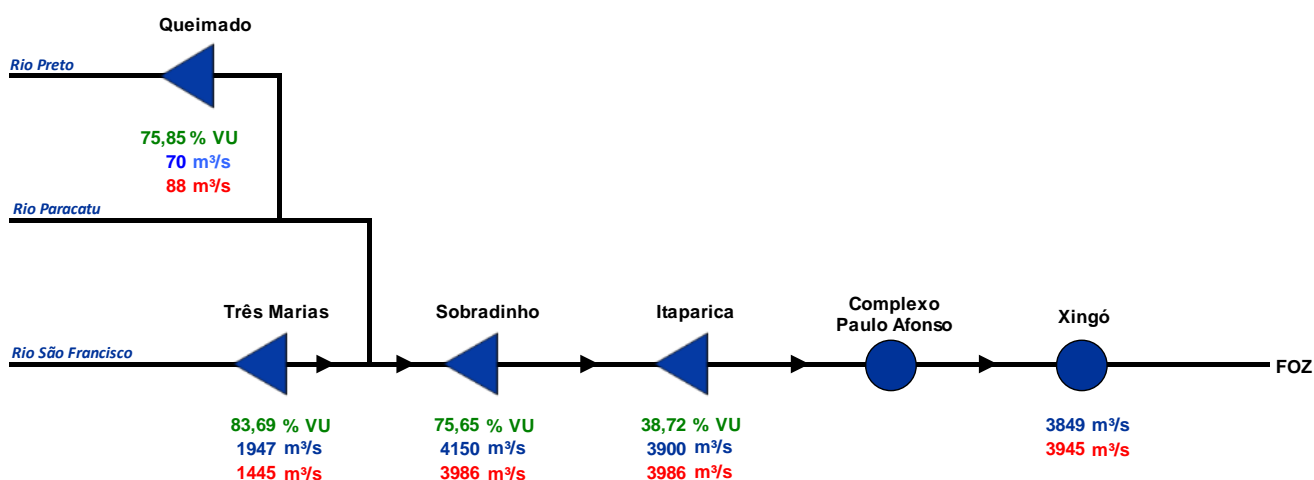 Queimado
Rio Preto
75,85 % VU
70 m³/s
88 m³/s
Rio Paracatu
Três Marias
Sobradinho
Itaparica
Complexo
Paulo Afonso
Xingó
Rio São Francisco
FOZ
83,69 % VU
1947 m³/s
1445 m³/s
75,65 % VU
4150 m³/s
3986 m³/s
38,72 % VU
3900 m³/s
3986 m³/s
3849 m³/s
3945 m³/s